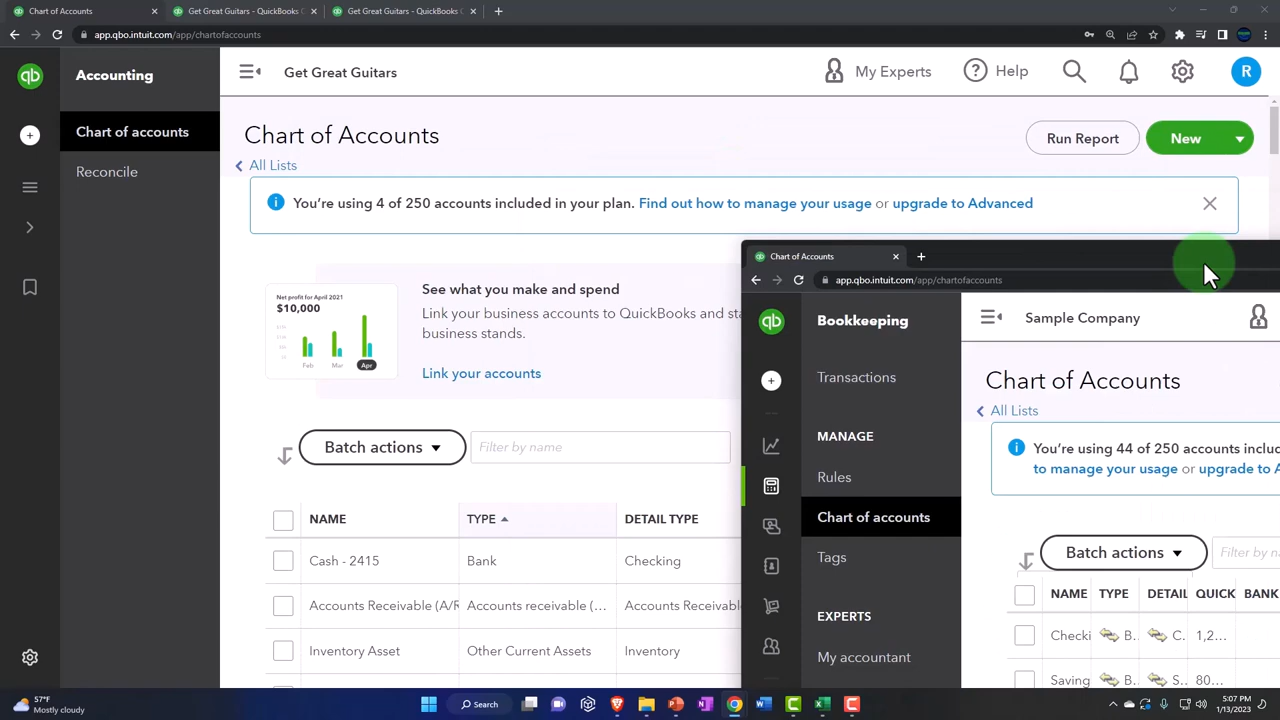 Chart of Accounts
Get Great Guitars - QuickBooks O
Get Great Guitars - QuickBooks O
app.qbo.intuit.com/app/chartofaccounts
qb
Accounting
Get Great Guitars
My Experts
Help
R
Chart of accounts
Reconcile
Chart of Accounts
Run Report
New
All Lists
You're using 4 of 250 accounts included in your plan. Find out how to manage your usage or upgrade to Advanced
Net profit for April 2021
$10,000
Feb Mar Apr
See what you make and spend
Link your business accounts to QuickBooks and sta
business stands.
Link your accounts
Batch actions
Filter by name
NAME TYPE DETAIL TYPE
Cash - 2415 Bank Checking
Accounts Receivable (A/R Accounts receivable (... Accounts Receivabl
Inventory Asset Other Current Assets Inventory
Chart of Accounts
app.qbo.intuit.com/app/chartofaccounts
qb
Bookkeeping
Sample Company
Transactions
MANAGE
Rules
Chart of accounts
Tags
EXPERTS
My accountant
Chart of Accounts
All Lists
You're using 44 of 250 accounts inclu
to manage your usage or upgrade to A
Batch actions
Filter by na
NAME TYPE DETAIL QUICK BANK
Checki B... C... 1,2...
Saving B... S... 80...
57°F
Mostly cloudy
Search
5:07 PM
1/13/2023